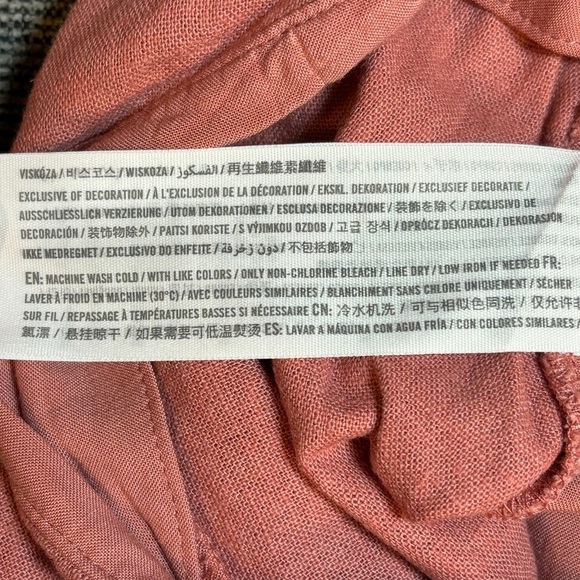 VISKÓZA / 비스코스 / WISKOZA / الفسكوز / 再生纖維素纖維
EXCLUSIVE OF DECORATION / À L'EXCLUSION DE LA DÉCORATION / EKSKL. DEKORATION / EXCLUSIEF DECORATIE /
AUSSCHLIESSLICH VERZIERUNG / UTOM DEKORATIONEN / ESCLUSA DECORAZIONE / 装飾を除く / EXCLUSIVO DE
DECORACIÓN / 装饰物除外 / PAITSI KORISTE / S VÝJIMKOU OZDOB / 고급 장식 / OPRÓCZ DEKORACJI / DEKORASJON
IKKE MEDREGNET / EXCLUSIVO DO ENFEITE / دون زخرفة / 不包括飾物
EN: MACHINE WASH COLD / WITH LIKE COLORS / ONLY NON-CHLORINE BLEACH / LINE DRY / LOW IRON IF NEEDED FR:
LAVER À FROID EN MACHINE (30°C) / AVEC COULEURS SIMILAIRES / BLANCHIMENT SANS CHLORE UNIQUEMENT / SÉCHER
SUR FIL / REPASSAGE À TEMPÉRATURES BASSES SI NÉCESSAIRE CN: 冷水机洗 / 可与相似色同洗 / 仅允许非
氯漂 / 悬挂晾干 / 如果需要可低温熨烫 ES: LAVAR A MÁQUINA CON AGUA FRÍA / CON COLORES SIMILARES /